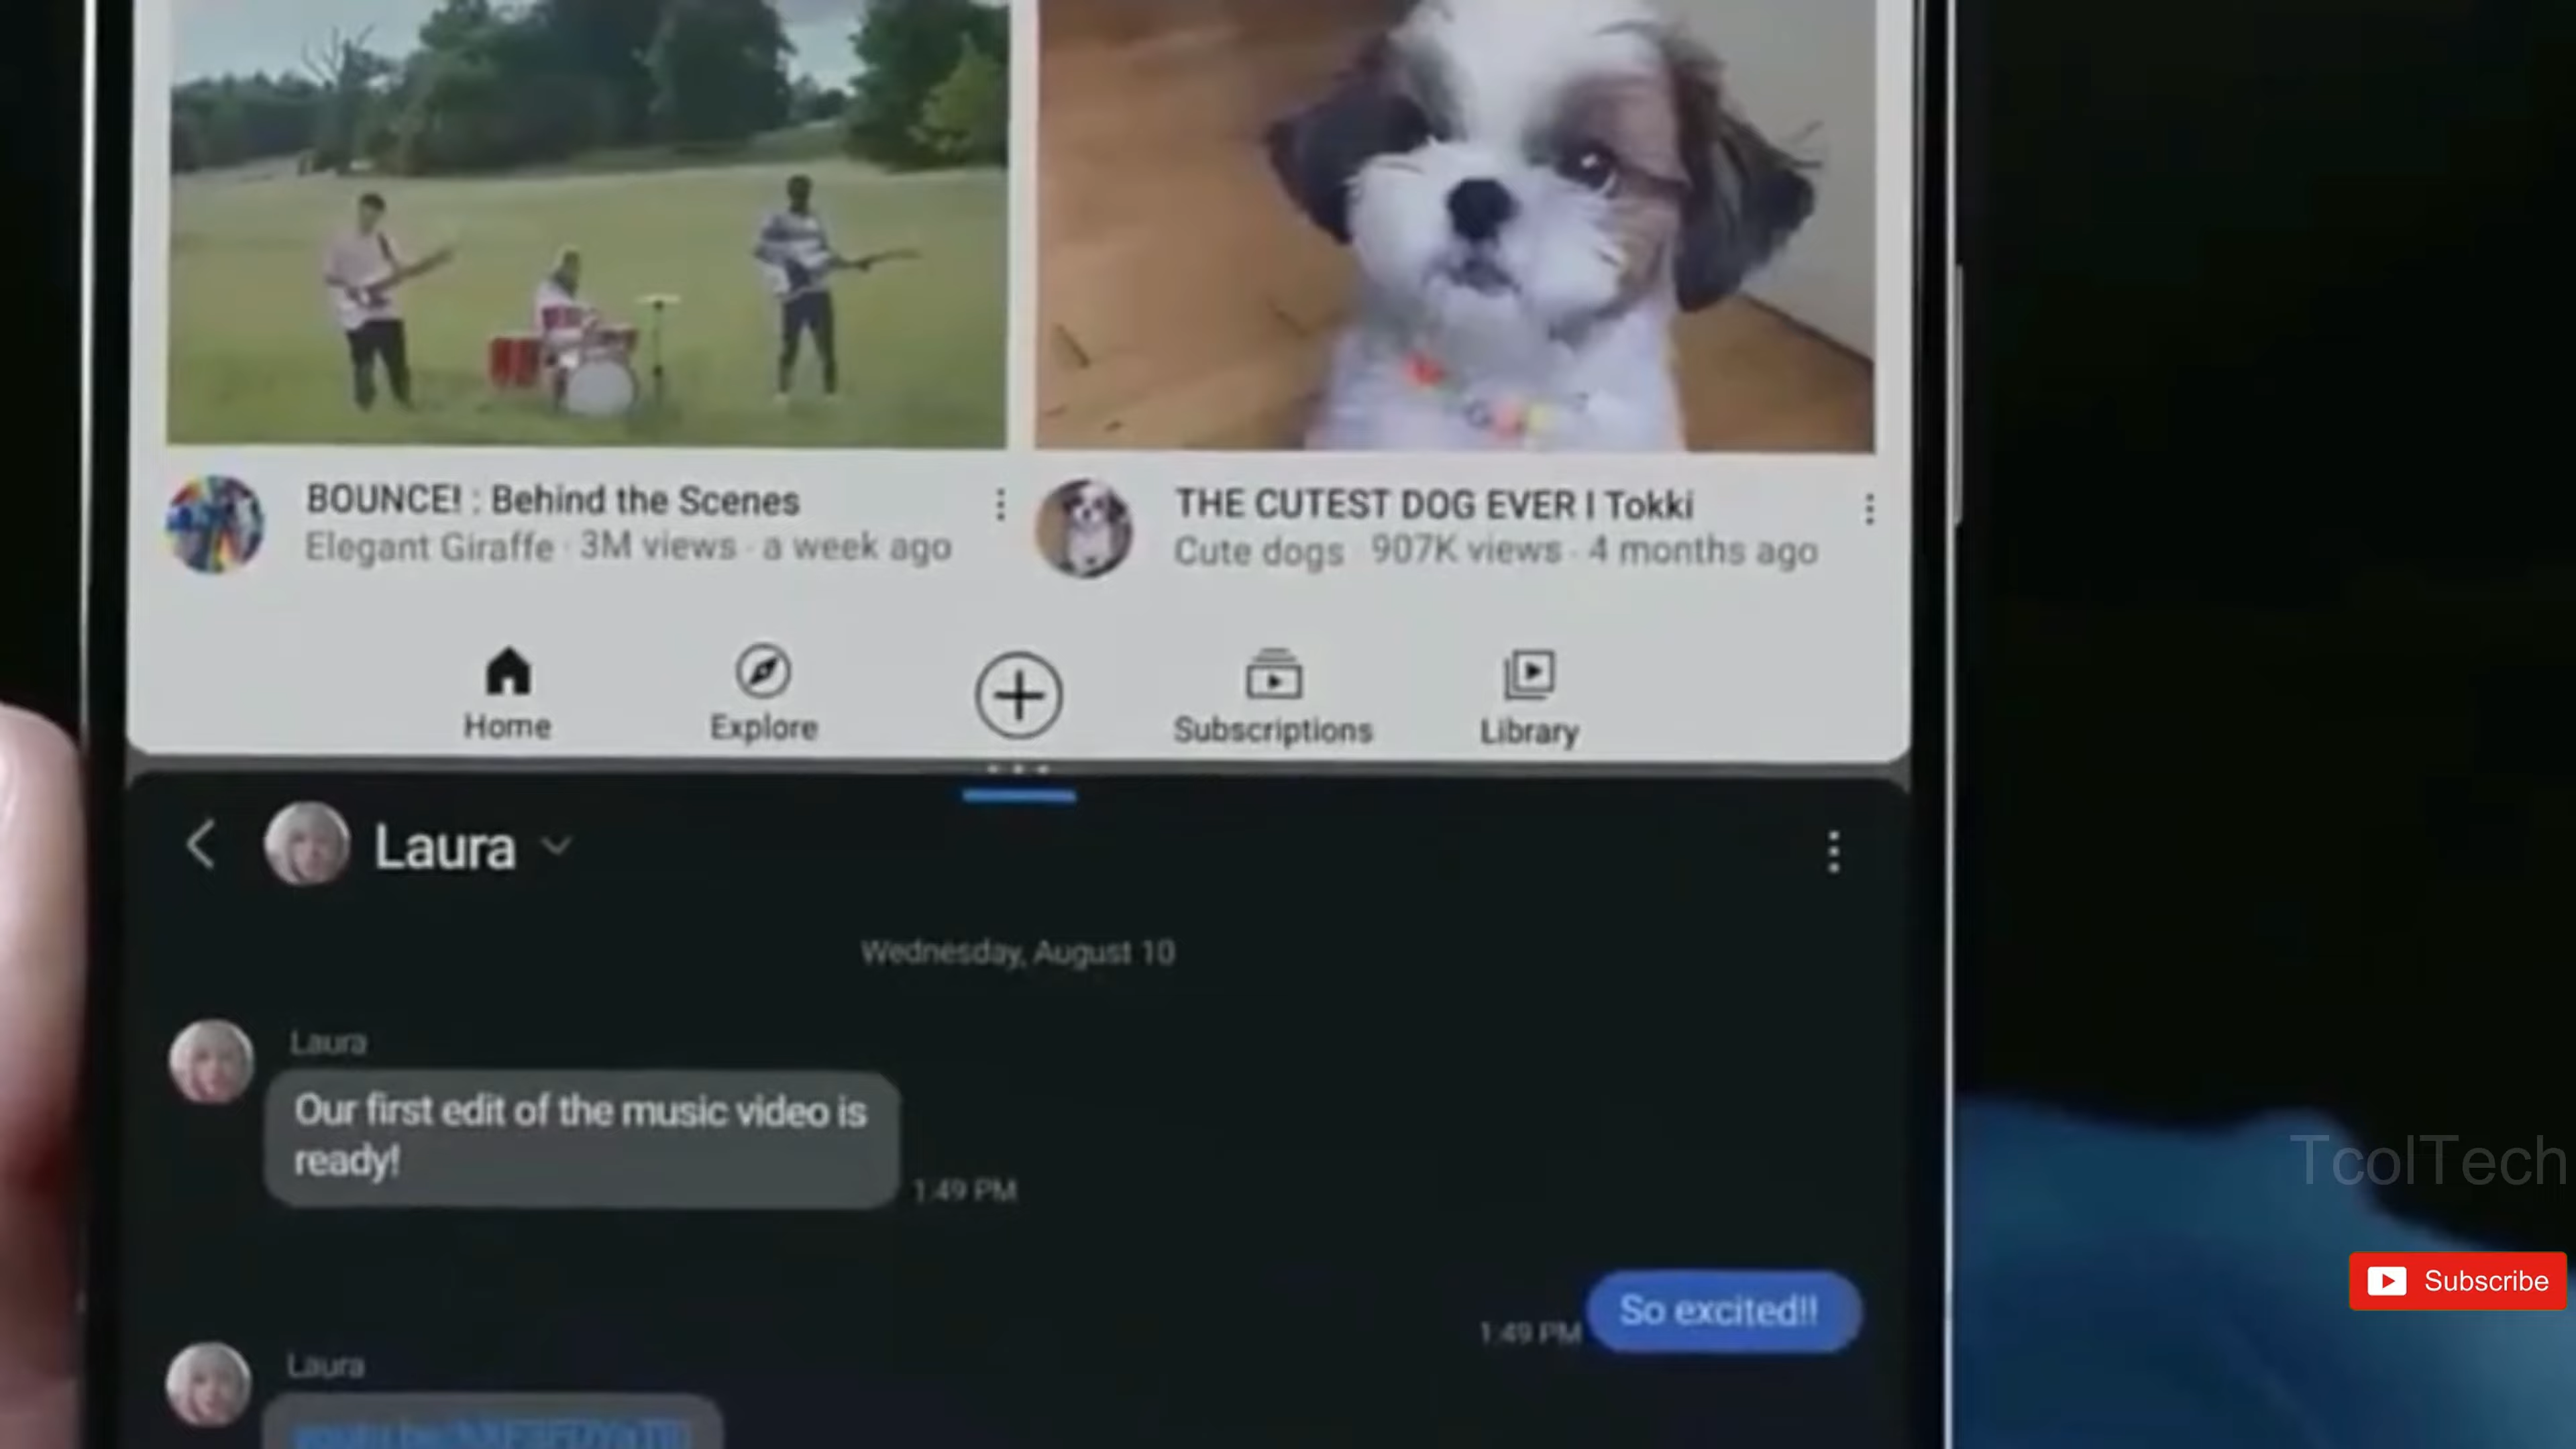 BOUNCE! : Behind the Scenes
Elegant Giraffe · 3M views · a week ago
THE CUTEST DOG EVER I Tokki
Cute dogs 907K views · 4 months ago
Home
Explore
Subscriptions
Library
Laura
Wednesday, August 10
Laura
Our first edit of the music video is
ready!
1:49 PM
So excited!!
1:49 PM
Laura
TcolTech
Subscribe